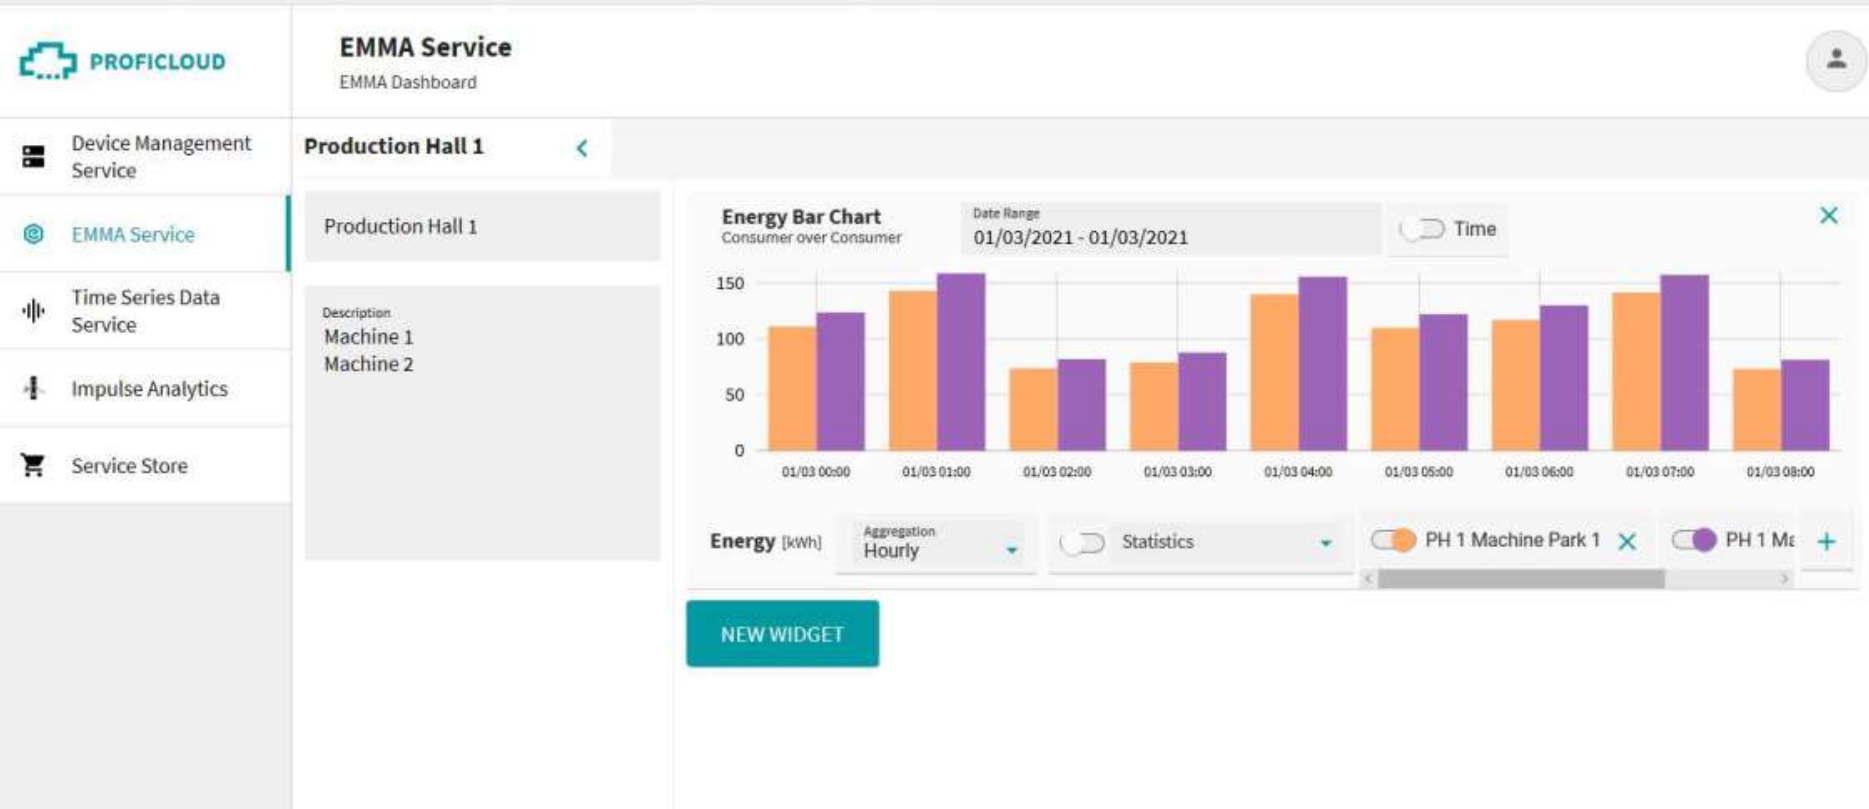 PROFICLOUD
EMMA Service
EMMA Dashboard
Device Management
Service
EMMA Service
Time Series Data
Service
Impulse Analytics
Service Store
Production Hall 1
Production Hall 1
Description
Machine 1
Machine 2
Energy Bar Chart
Consumer over Consumer
Date Range
01/03/2021 - 01/03/2021
Time
150
100
50
0
01/03 00:00
01/03 01:00
01/03 02:00
01/03 03:00
01/03 04:00
01/03 05:00
01/03 06:00
01/03 07:00
01/03 08:00
Energy [kWh]
Aggregation
Hourly
Statistics
PH 1 Machine Park 1
PH 1 Ma
NEW WIDGET